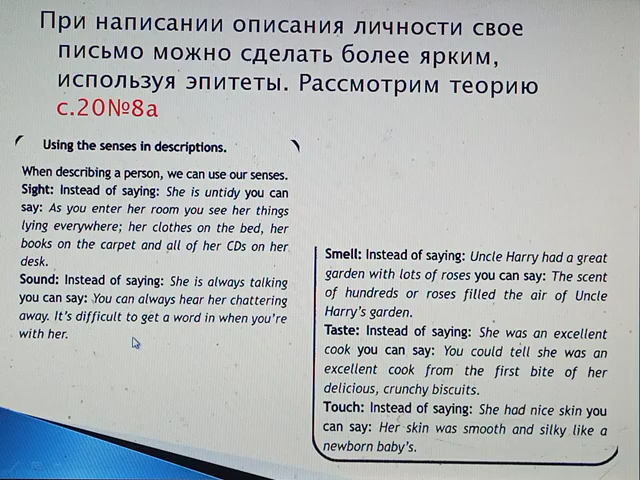 При написании описания личности свое
письмо можно сделать более ярким,
используя эпитеты. Рассмотрим теорию
с.20№8а
Using the senses in descriptions.
When describing a person, we can use our senses.
Sight: Instead of saying: She is untidy you can
say: As you enter her room you see her things
lying everywhere; her clothes on the bed, her
books on the carpet and all of her CDs on her
desk.
Sound: Instead of saying: She is always talking
you can say: You can always hear her chattering
away. It's difficult to get a word in when you're
with her.
Smell: Instead of saying: Uncle Harry had a great
garden with lots of roses you can say: The scent
of hundreds or roses filled the air of Uncle
Harry's garden.
Taste: Instead of saying: She was an excellent
cook you can say: You could tell she was an
excellent cook from the first bite of her
delicious, crunchy biscuits.
Touch: Instead of saying: She had nice skin you
can say: Her skin was smooth and silky like a
newborn baby's.